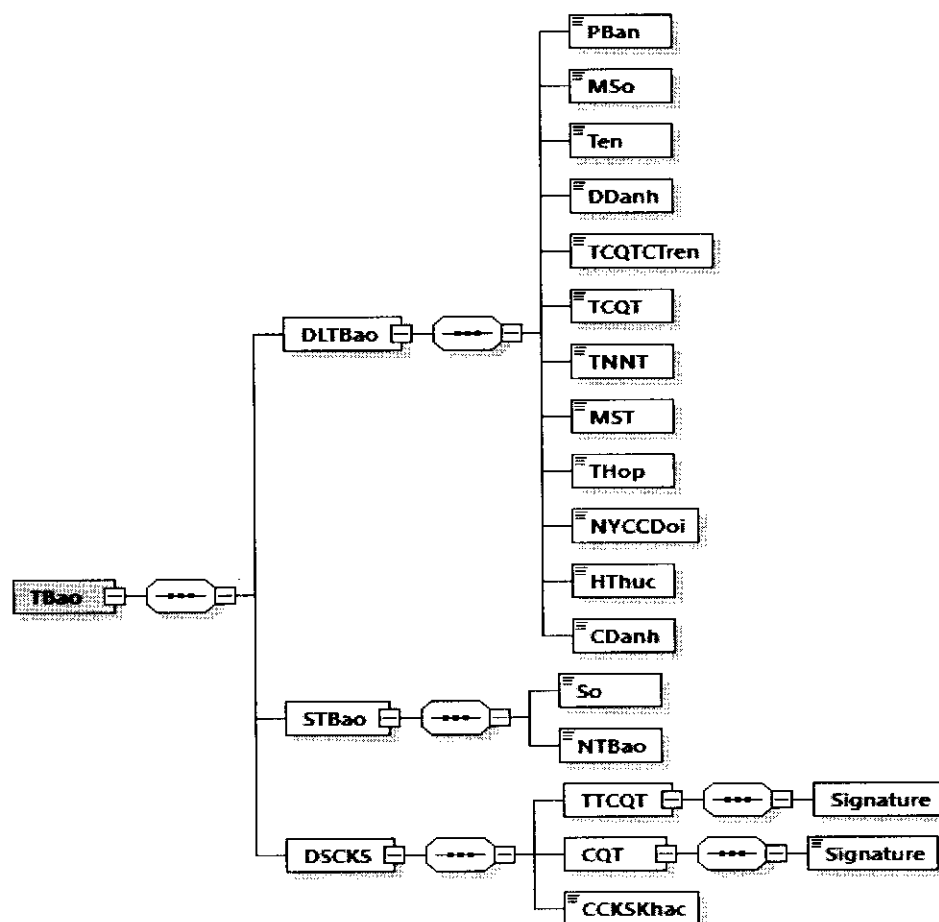 PBan
MSo
Ten
DDanh
TCQTCTren
TCQT
DLTBao
TNNT
MST
THop
NYCCDoi
HThuc
TBao
CDanh
So
STBao
NTBao
TTCQT
Signature
DSCKS
CQT
Signature
CCKSKhac